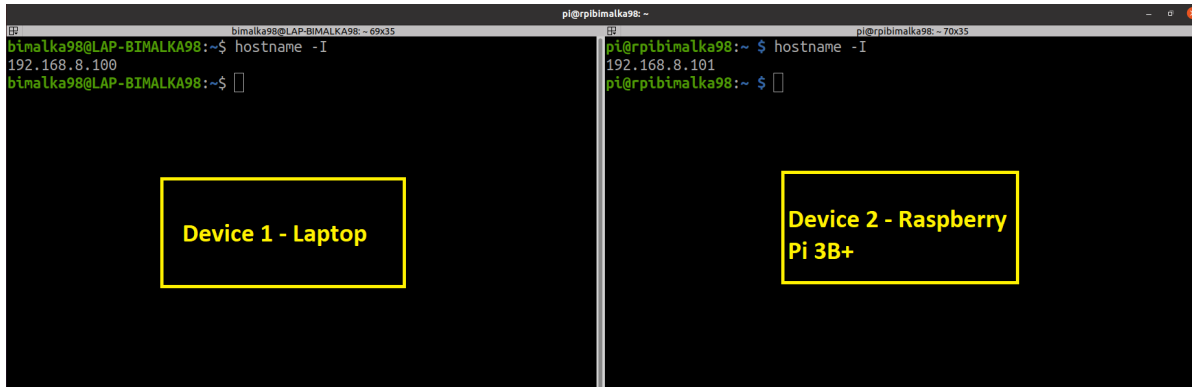 pi@rpibimalka98: ~
bimalka98@LAP-BIMALKA98: ~ 69x35
bimalka98@LAP-BIMALKA98:~$ hostname -I
192.168.8.100
bimalka98@LAP-BIMALKA98:~$
Device 1 - Laptop
pi@rpibimalka98: ~ 70x35
pi@rpibimalka98:~ $ hostname -I
192.168.8.101
pi@rpibimalka98:~ $
Device 2 - Raspberry
Pi 3B+